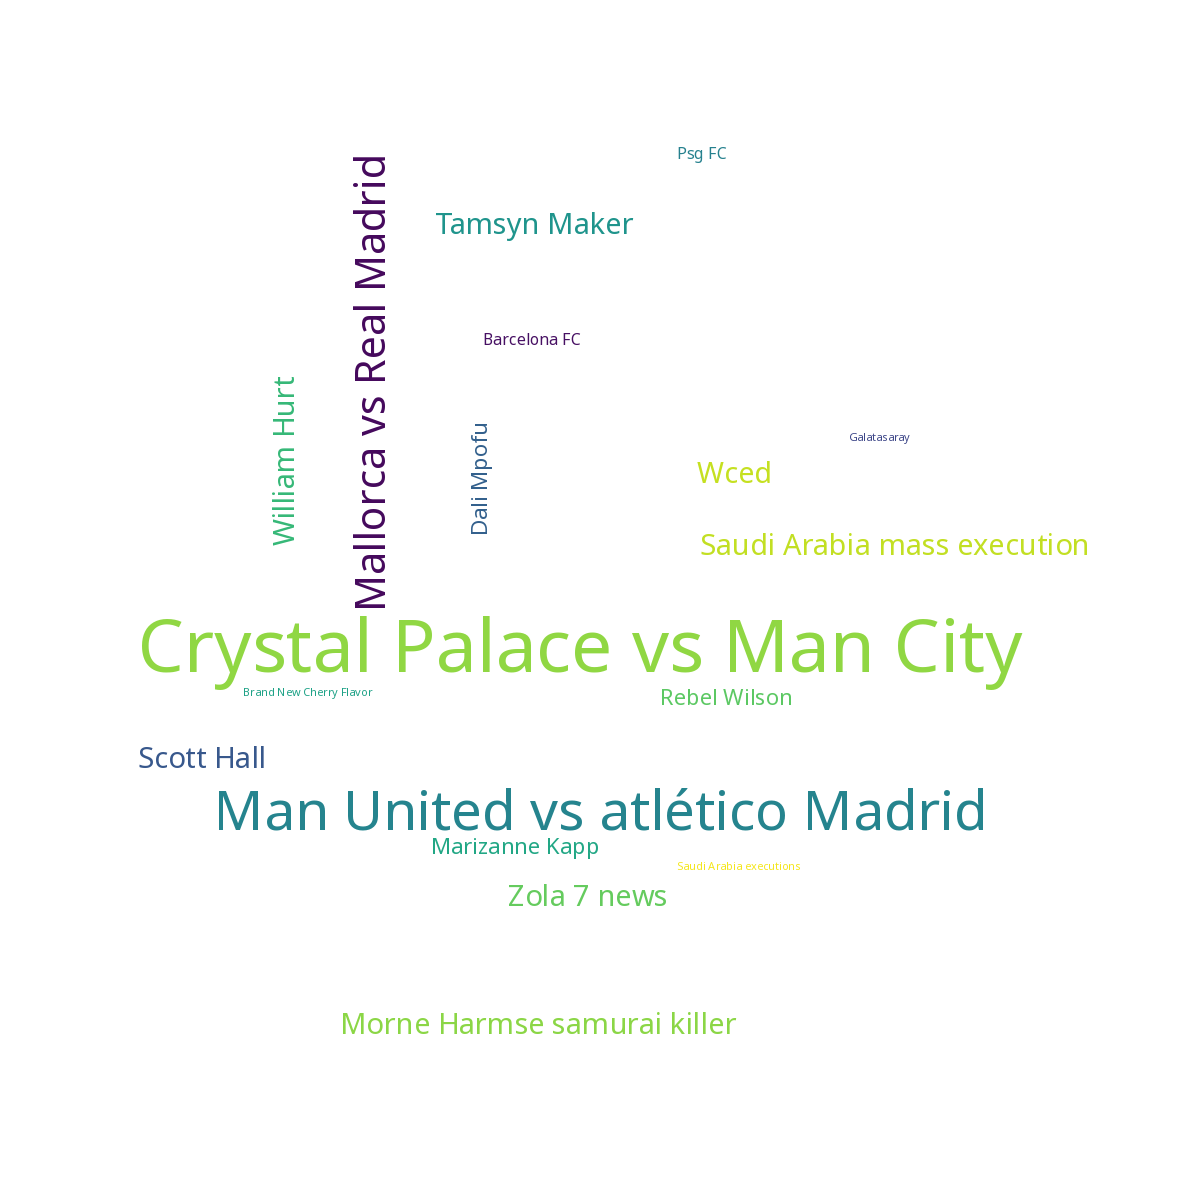 Psg FC
Mallorca vs Real Madrid
Tamsyn Maker
Barcelona FC
William Hurt
Dali Mpofu
Galatasaray
Wced
Saudi Arabia mass execution
Crystal Palace vs Man City
Brand New Cherry Flavor
Rebel Wilson
Scott Hall
Man United vs atlético Madrid
Marizanne Kapp
Saudi Arabia executions
Zola 7 news
Morne Harmse samurai killer